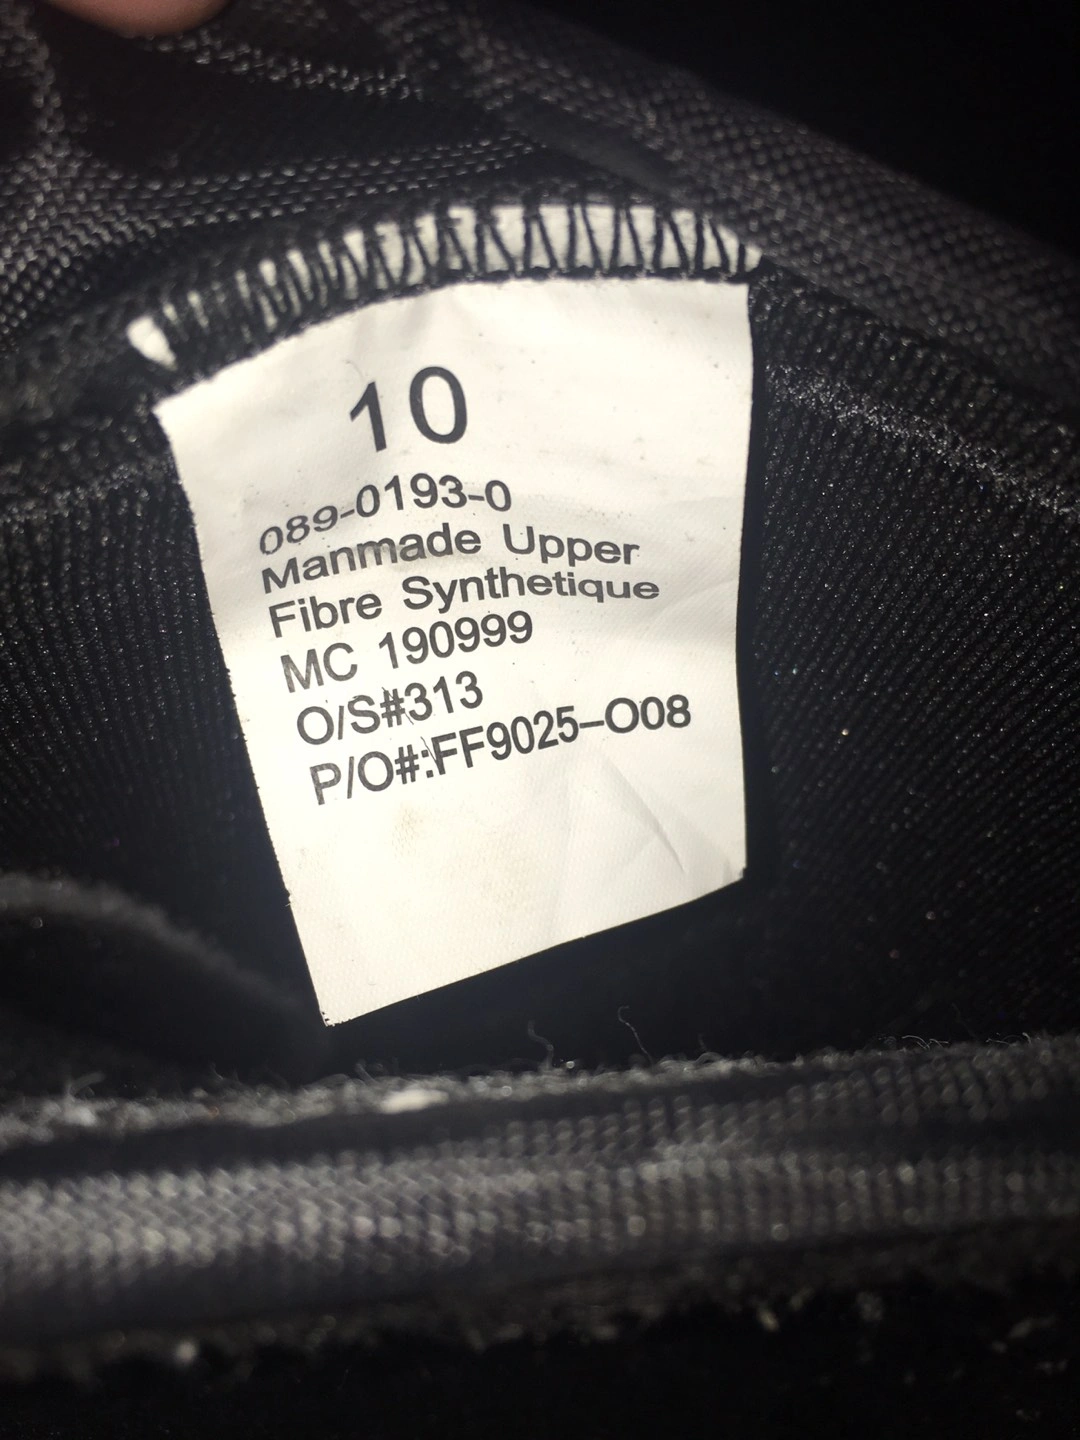 10
089-0193-0
Manmade Upper
Fibre Synthetique
MC 190999
O/S#313
P/O#:FF9025-O08